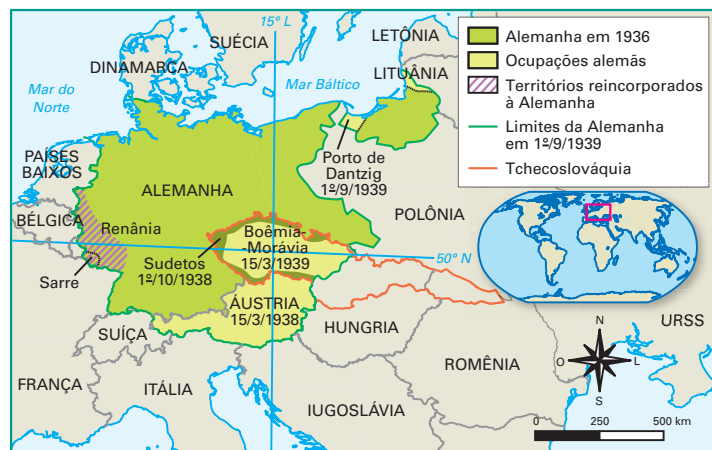 15º L
LETÔNIA
SUÉCIA
DINAMARCA
Mar Báltico
LITUÂNIA
Mar do
Norte
PAÍSES
BAIXOS
Porto de
Dantzig
1º/9/1939
ALEMANHA
POLÔNIA
BÉLGICA
Renânia
Boêmia-
-Morávia
15/3/1939
Sudetos
1º/10/1938
50º N
Sarre
ÁUSTRIA
15/3/1938
SUÍÇA
HUNGRIA
URSS
FRANÇA
ITÁLIA
ROMÊNIA
IUGOSLÁVIA
Alemanha em 1936
Ocupações alemãs
Territórios reincorporados
à Alemanha
Limites da Alemanha
em 1º/9/1939
Tchecoslováquia
N
O
L
S
0 250 500 km